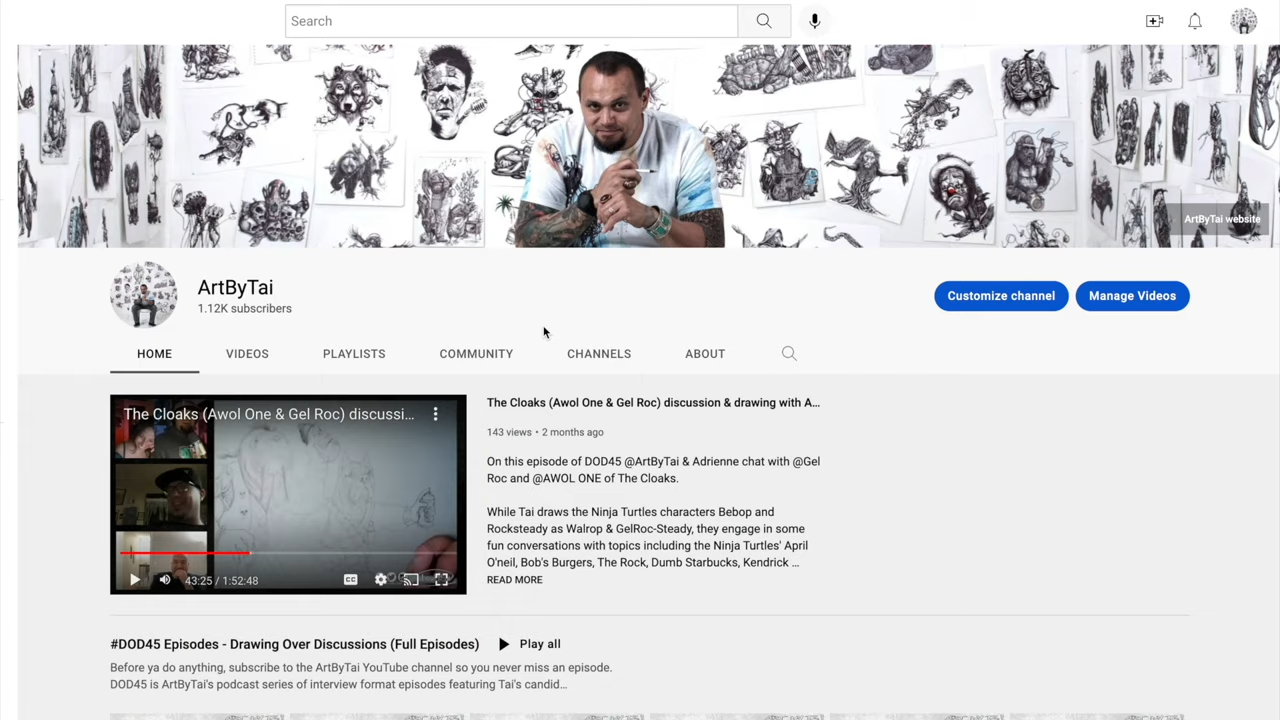 Search
ArtByTai website
ArtByTai
1.12K subscribers
Customize channel
Manage Videos
HOME
VIDEOS
PLAYLISTS
COMMUNITY
CHANNELS
ABOUT
The Cloaks (Awol One & Gel Roc) discussi...
43:25 / 1:52:48
CC
The Cloaks (Awol One & Gel Roc) discussion & drawing with A...
143 views • 2 months ago
On this episode of DOD45 @ArtByTai & Adrienne chat with @Gel
Roc and @AWOL ONE of The Cloaks.
While Tai draws the Ninja Turtles characters Bebop and
Rocksteady as Walrop & GelRoc-Steady, they engage in some
fun conversations with topics including the Ninja Turtles' April
O'neil, Bob's Burgers, The Rock, Dumb Starbucks, Kendrick ...
READ MORE
#DOD45 Episodes - Drawing Over Discussions (Full Episodes)
Play all
Before ya do anything, subscribe to the ArtByTai YouTube channel so you never miss an episode.
DOD45 is ArtByTai's podcast series of interview format episodes featuring Tai's candid...